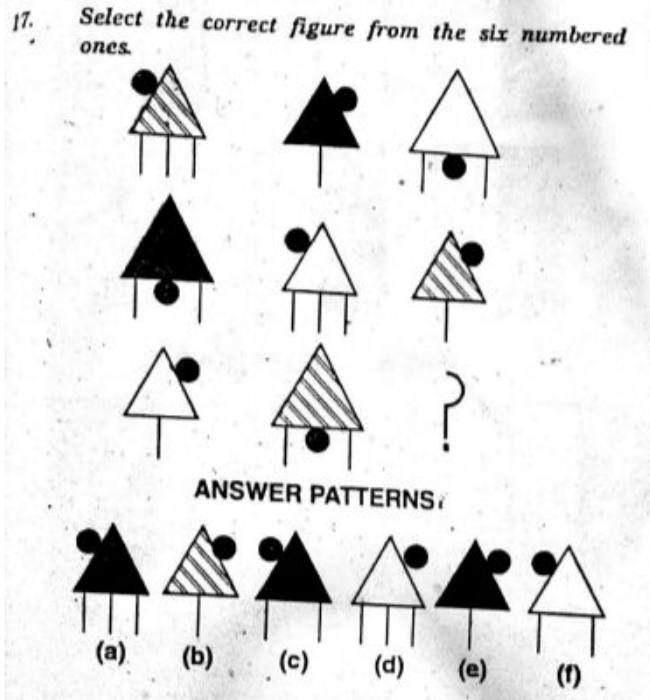 17. Select the correct figure from the six numbered
ones.
?
ANSWER PATTERNS.
(a) (b) (c) (d) (e) (f)